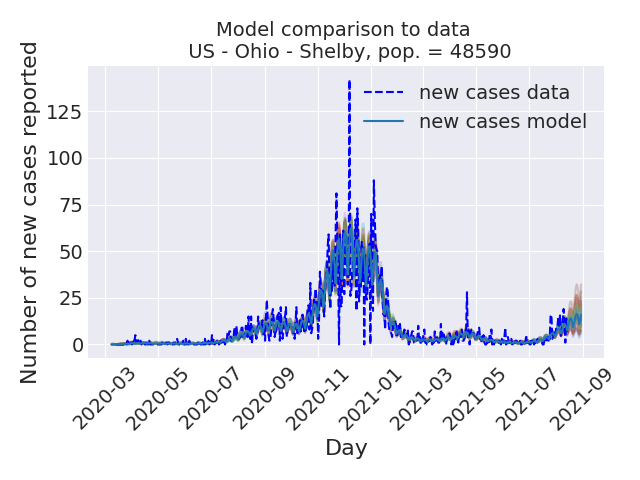 Model comparison to data
US - Ohio - Shelby, pop. = 48590
Number of new cases reported
125
100
75
50
25
0
new cases data
new cases model
2020-03
2020-05
2020-07
2020-09
2020-11
2021-01
2021-03
2021-05
2021-07
2021-09
Day